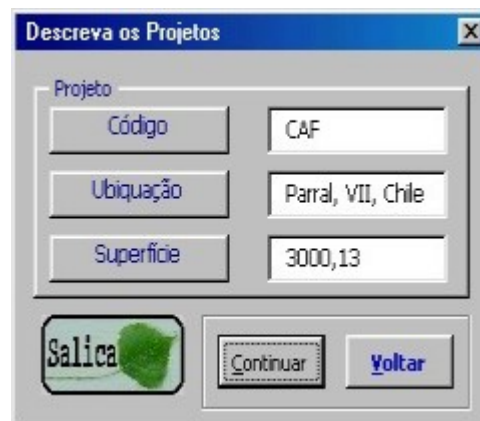 Descreva os Projetos
Projeto
Código CAF
Ubiquação Parral, VII, Chile
Superfície 3000,13
Salica Continuar Voltar